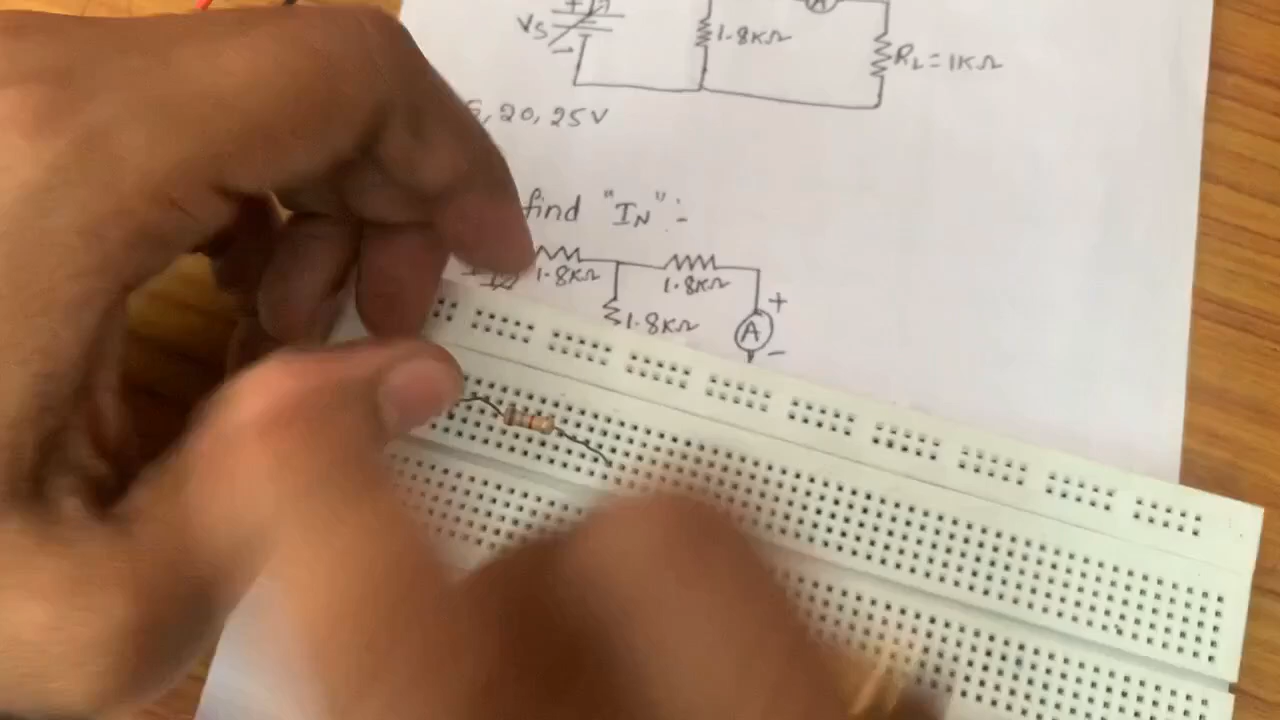 +
Vs
-
1.8KΩ
A
RL=1KΩ
, 20, 25V
find "IN":-
1.8KΩ
1.8KΩ
1.8KΩ
A
+
-